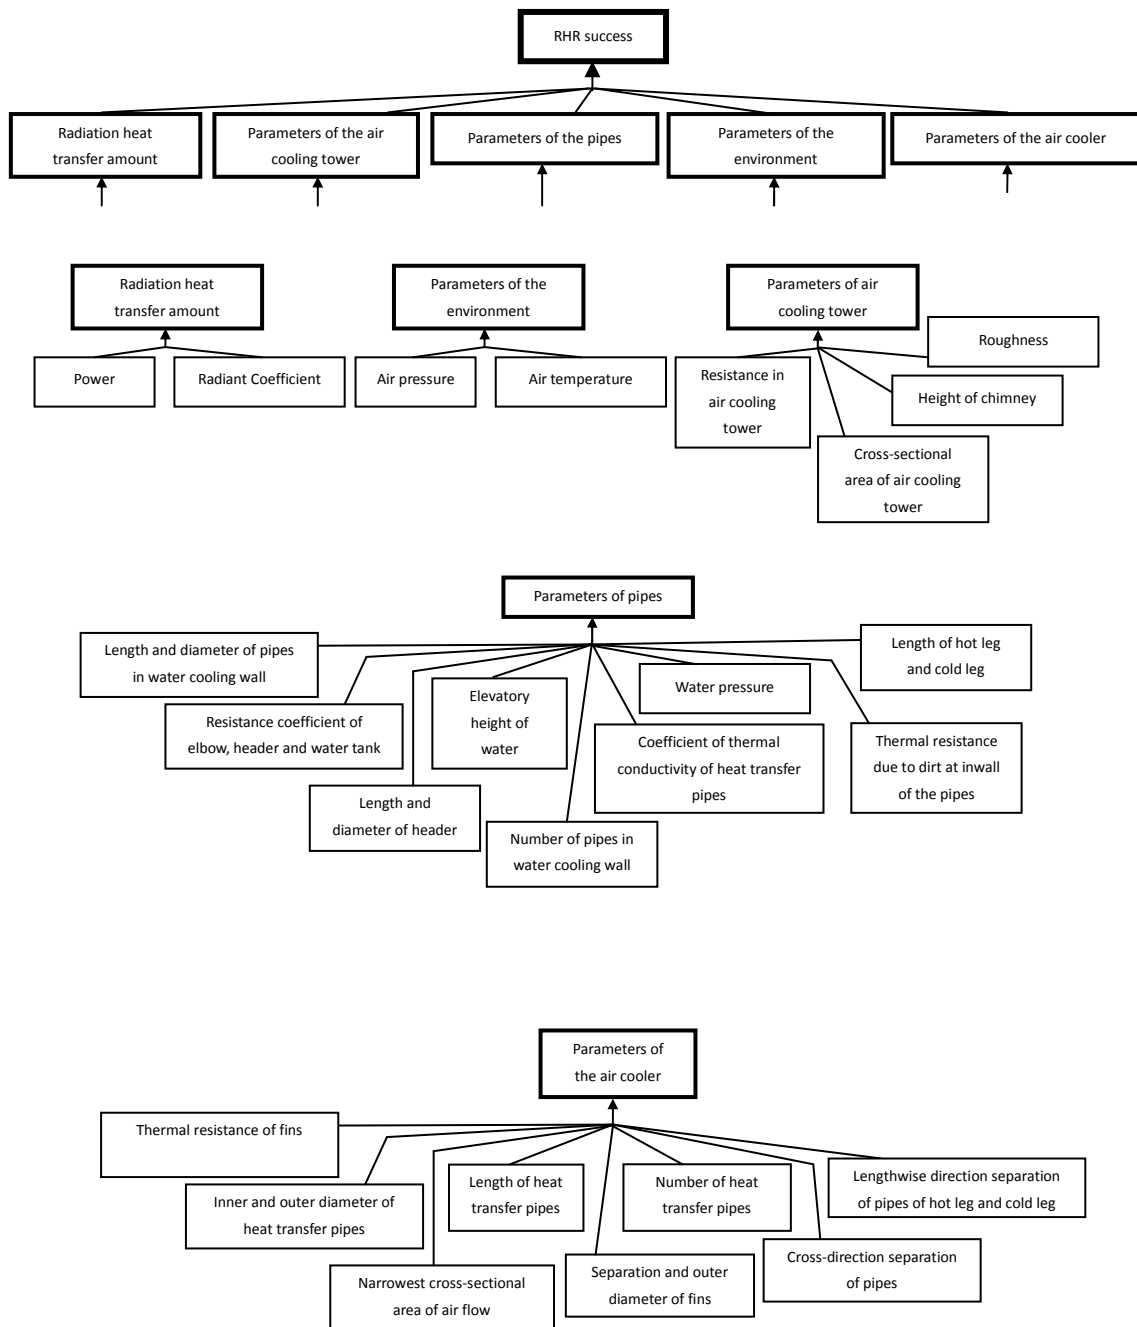 RHR success
Radiation heat
transfer amount
Parameters of the air
cooling tower
Parameters of the pipes
Parameters of the
environment
Parameters of the air cooler
Radiation heat
transfer amount
Parameters of the
environment
Parameters of air
cooling tower
Power
Radiant Coefficient
Air pressure
Air temperature
Resistance in
air cooling
tower
Roughness
Height of chimney
Cross-sectional
area of air cooling
tower
Parameters of pipes
Length and diameter of pipes
in water cooling wall
Resistance coefficient of
elbow, header and water tank
Length and
diameter of header
Elevatory
height of
water
Number of pipes in
water cooling wall
Water pressure
Coefficient of thermal
conductivity of heat transfer
pipes
Length of hot leg
and cold leg
Thermal resistance
due to dirt at inwall
of the pipes
Parameters of
the air cooler
Thermal resistance of fins
Inner and outer diameter of
heat transfer pipes
Narrowest cross-sectional
area of air flow
Length of heat
transfer pipes
Separation and outer
diameter of fins
Number of heat
transfer pipes
Cross-direction separation
of pipes
Lengthwise direction separation
of pipes of hot leg and cold leg